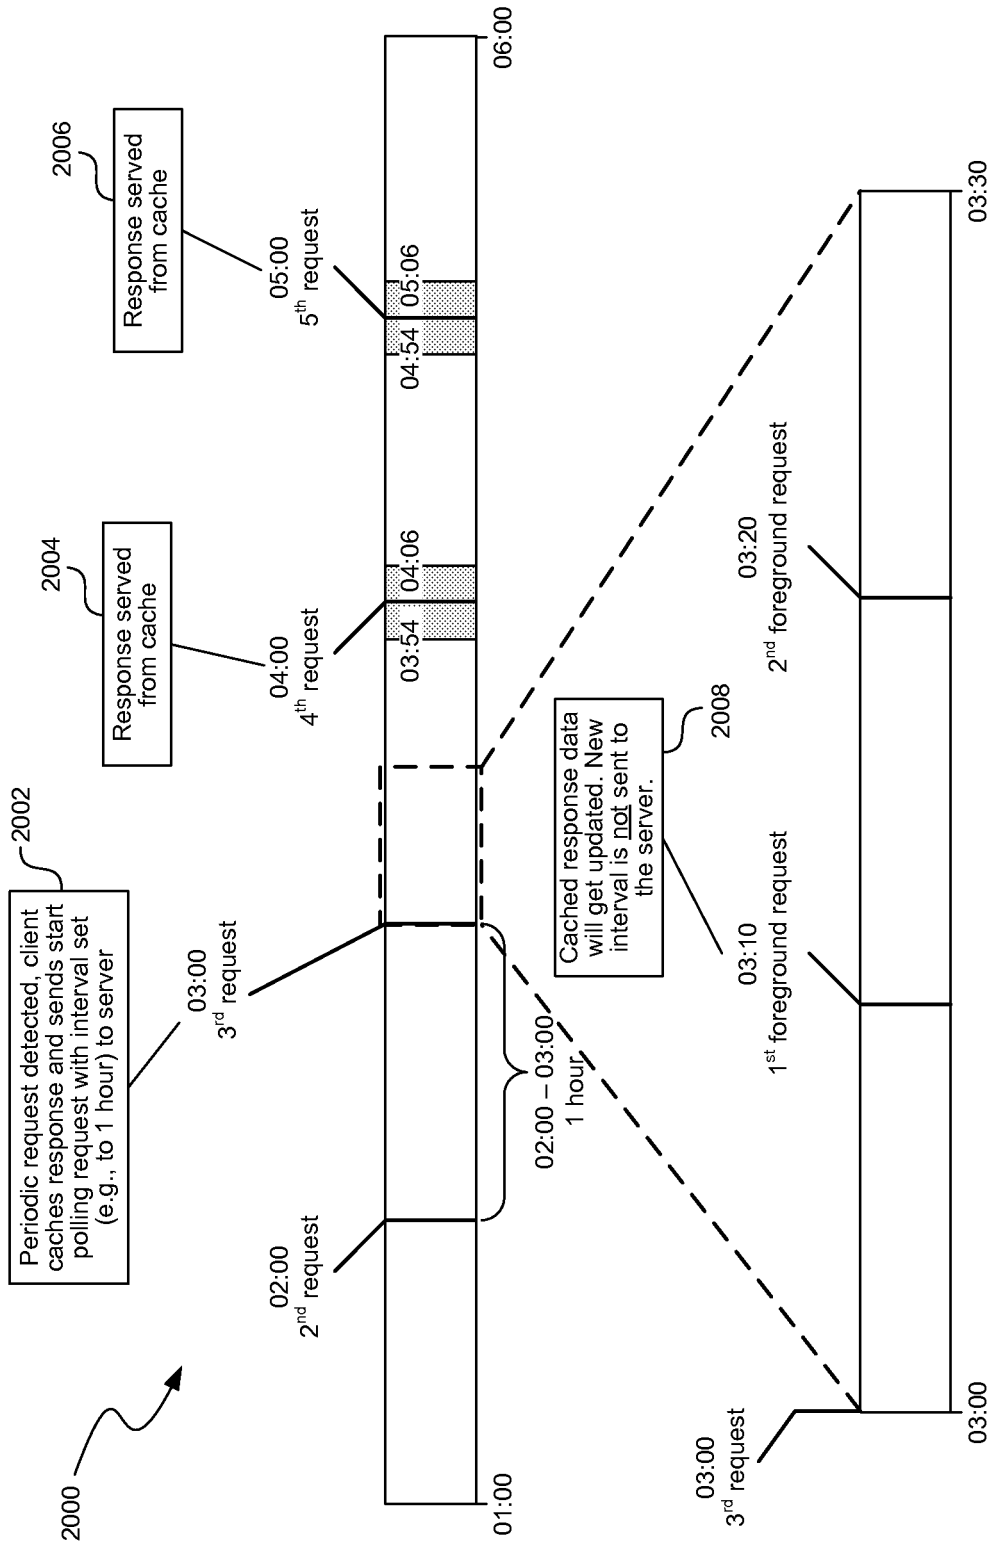 2000
2002
Periodic request detected, client
caches response and sends start
polling request with interval set
(e.g., to 1 hour) to server
2004
Response served
from cache
2006
Response served
from cache
02:00
2nd request
03:00
3rd request
04:00
4th request
05:00
5th request
03:54
04:06
04:54
05:06
01:00
06:00
02:00 – 03:00
1 hour
Cached response data
will get updated. New
interval is not sent to
the server.
2008
03:00
3rd request
03:10
1st foreground request
03:20
2nd foreground request
03:00
03:30